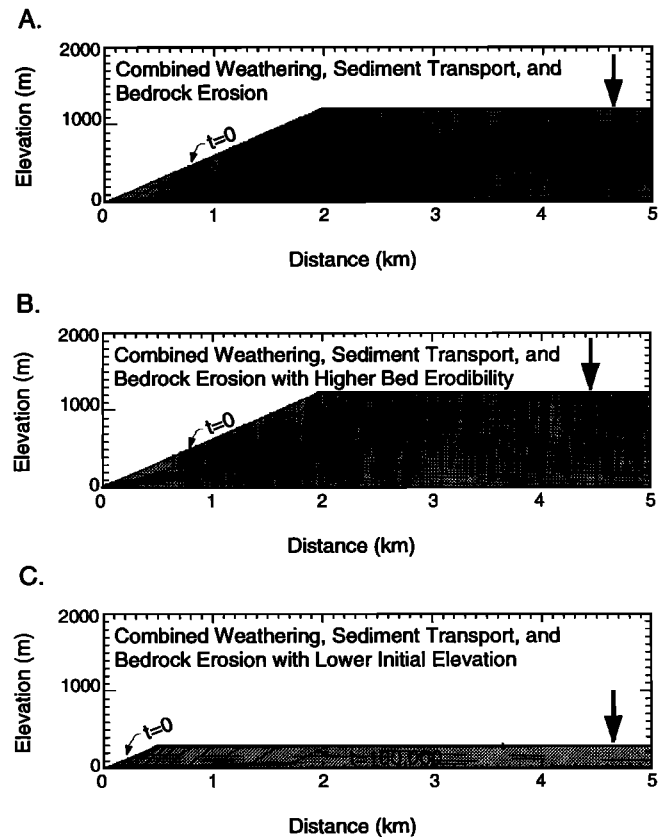 A.
2000
Combined Weathering, Sediment Transport, and
Bedrock Erosion
1000
t=0
0
Elevation (m)
0 1 2 3 4 5
Distance (km)
B.
2000
Combined Weathering, Sediment Transport, and
Bedrock Erosion with Higher Bed Erodibility
1000
t=0
0
Elevation (m)
0 1 2 3 4 5
Distance (km)
C.
2000
Combined Weathering, Sediment Transport, and
Bedrock Erosion with Lower Initial Elevation
1000
t=0
0
Elevation (m)
0 1 2 3 4 5
Distance (km)